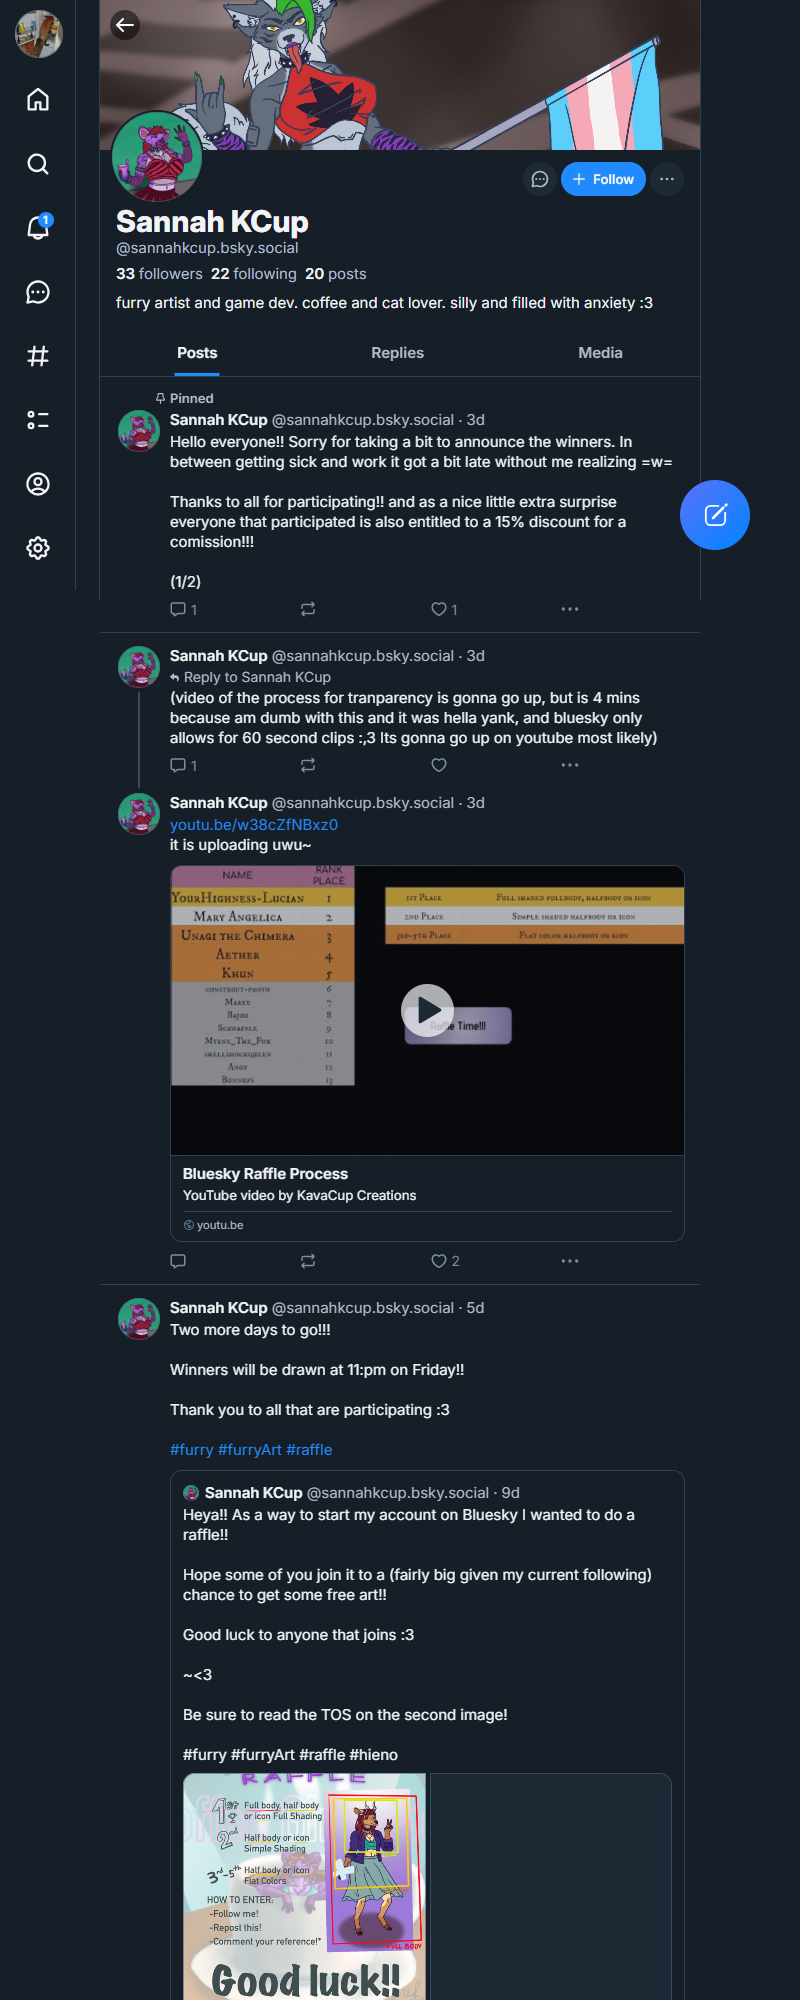 1
Follow
Sannah KCup
@sannahkcup.bsky.social
33 followers 22 following 20 posts
furry artist and game dev. coffee and cat lover. silly and filled with anxiety :3
Posts Replies Media
Pinned
Sannah KCup @sannahkcup.bsky.social · 3d
Hello everyone!! Sorry for taking a bit to announce the winners. In
between getting sick and work it got a bit late without me realizing =w=
Thanks to all for participating!! and as a nice little extra surprise
everyone that participated is also entitled to a 15% discount for a
comission!!!
(1/2)
1 1
Sannah KCup @sannahkcup.bsky.social · 3d
Reply to Sannah KCup
(video of the process for tranparency is gonna go up, but is 4 mins
because am dumb with this and it was hella yank, and bluesky only
allows for 60 second clips :,3 Its gonna go up on youtube most likely)
1
Sannah KCup @sannahkcup.bsky.social · 3d
youtu.be/w38cZfNBxz0
it is uploading uwu~
NAME RANK PLACE
YourHighness-Lucian 1
Mary Angelica 2
Unagi the Chimera 3
Aether 4
Khun 5
construct-proto 6
Maree 7
8
Scawaffle 9
Mykne_The_Fox 10
shellshockqueen 11
Angy 12
Bunnups 13
1st Place Full shaded fullbody, halfbody or icon
2nd Place Simple shaded halfbody or icon
3rd-5th Place Flat color halfbody or icon
Raffle Time!!!
Bluesky Raffle Process
YouTube video by KavaCup Creations
youtu.be
2
Sannah KCup @sannahkcup.bsky.social · 5d
Two more days to go!!!
Winners will be drawn at 11:pm on Friday!!
Thank you to all that are participating :3
#furry #furryArt #raffle
Sannah KCup @sannahkcup.bsky.social · 9d
Heya!! As a way to start my account on Bluesky I wanted to do a
raffle!!
Hope some of you join it to a (fairly big given my current following)
chance to get some free art!!
Good luck to anyone that joins :3
~<3
Be sure to read the TOS on the second image!
#furry #furryArt #raffle #hieno
RAFFLE
1st Full body, half body
or icon Full Shading
2nd Half body or icon
Simple Shading
3rd-5th Half body or icon
Flat Colors
HOW TO ENTER:
-Follow me!
-Repost this!
-Comment your reference!*
FULL BODY
Good luck!!